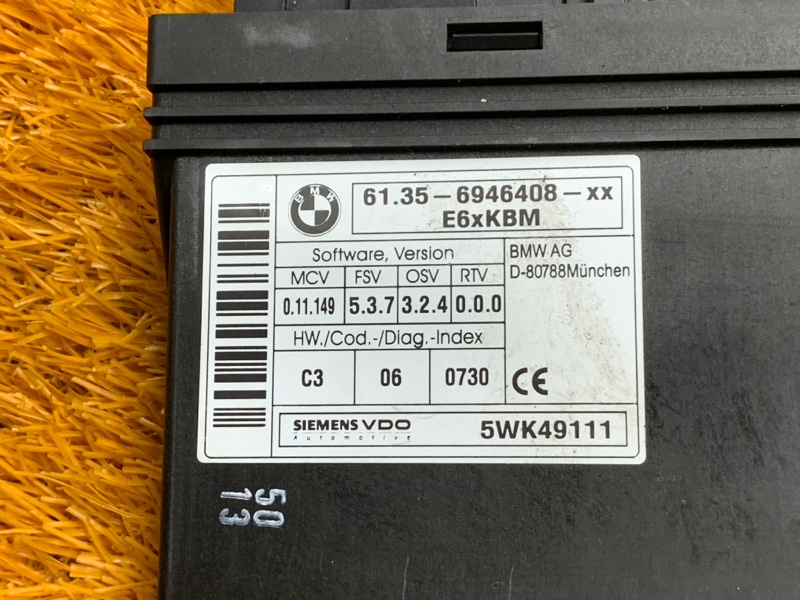 BMW
61.35-6946408-xx
E6xKBM
Software, Version
MCV FSV OSV RTV
0.11.149 5.3.7 3.2.4 0.0.0
BMW AG
D-80788München
HW./Cod.-/Diag.-Index
C3 06 0730
CE
SIEMENS VDO
Automotive
5WK49111
50
13